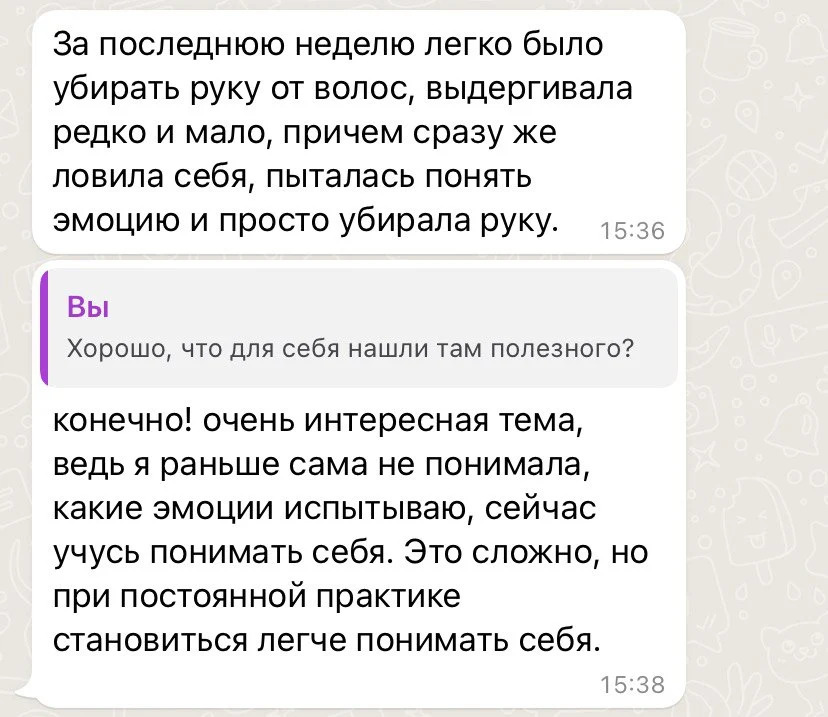 За последнюю неделю легко было
убирать руку от волос, выдергивала
редко и мало, причем сразу же
ловила себя, пыталась понять
эмоцию и просто убирала руку.
15:36
Вы
Хорошо, что для себя нашли там полезного?
конечно! очень интересная тема,
ведь я раньше сама не понимала,
какие эмоции испытываю, сейчас
учусь понимать себя. Это сложно, но
при постоянной практике
становиться легче понимать себя.
15:38